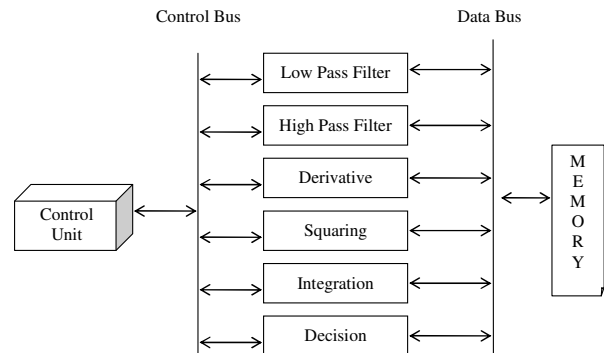 Control Bus
Data Bus
Low Pass Filter
High Pass Filter
Derivative
Squaring
Integration
Decision
Control
Unit
M
E
M
O
R
Y